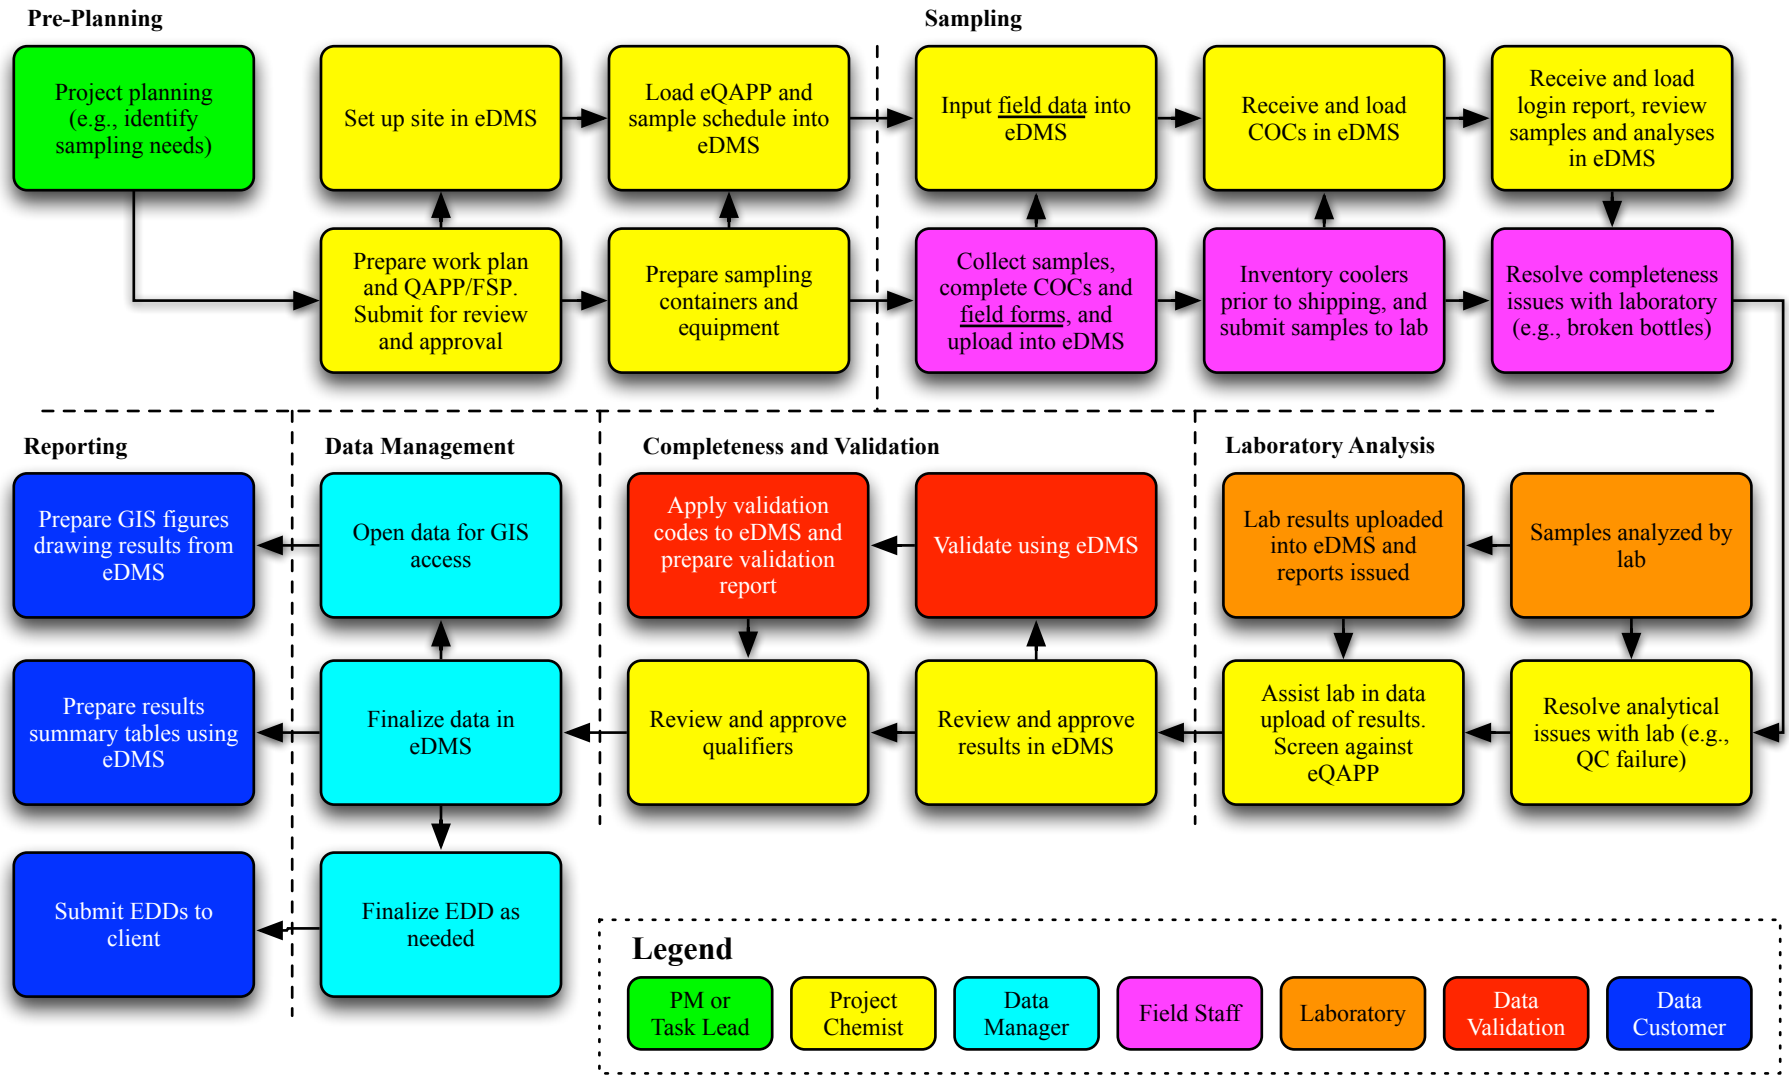 Pre-Planning
Sampling
Project planning
(e.g., identify
sampling needs)
Set up site in eDMS
Load eQAPP and
sample schedule into
eDMS
Input field data into
eDMS
Receive and load
COCs in eDMS
Receive and load
login report, review
samples and analyses
in eDMS
Prepare work plan
and QAPP/FSP.
Submit for review
and approval
Prepare sampling
containers and
equipment
Collect samples,
complete COCs and
field forms, and
upload into eDMS
Inventory coolers
prior to shipping, and
submit samples to lab
Resolve completeness
issues with laboratory
(e.g., broken bottles)
Reporting
Data Management
Completeness and Validation
Laboratory Analysis
Prepare GIS figures
drawing results from
eDMS
Open data for GIS
access
Apply validation
codes to eDMS and
prepare validation
report
Validate using eDMS
Lab results uploaded
into eDMS and
reports issued
Samples analyzed by
lab
Prepare results
summary tables using
eDMS
Finalize data in
eDMS
Review and approve
qualifiers
Review and approve
results in eDMS
Assist lab in data
upload of results.
Screen against
eQAPP
Resolve analytical
issues with lab (e.g.,
QC failure)
Submit EDDs to
client
Finalize EDD as
needed
Legend
PM or
Task Lead
Project
Chemist
Data
Manager
Field Staff
Laboratory
Data
Validation
Data
Customer